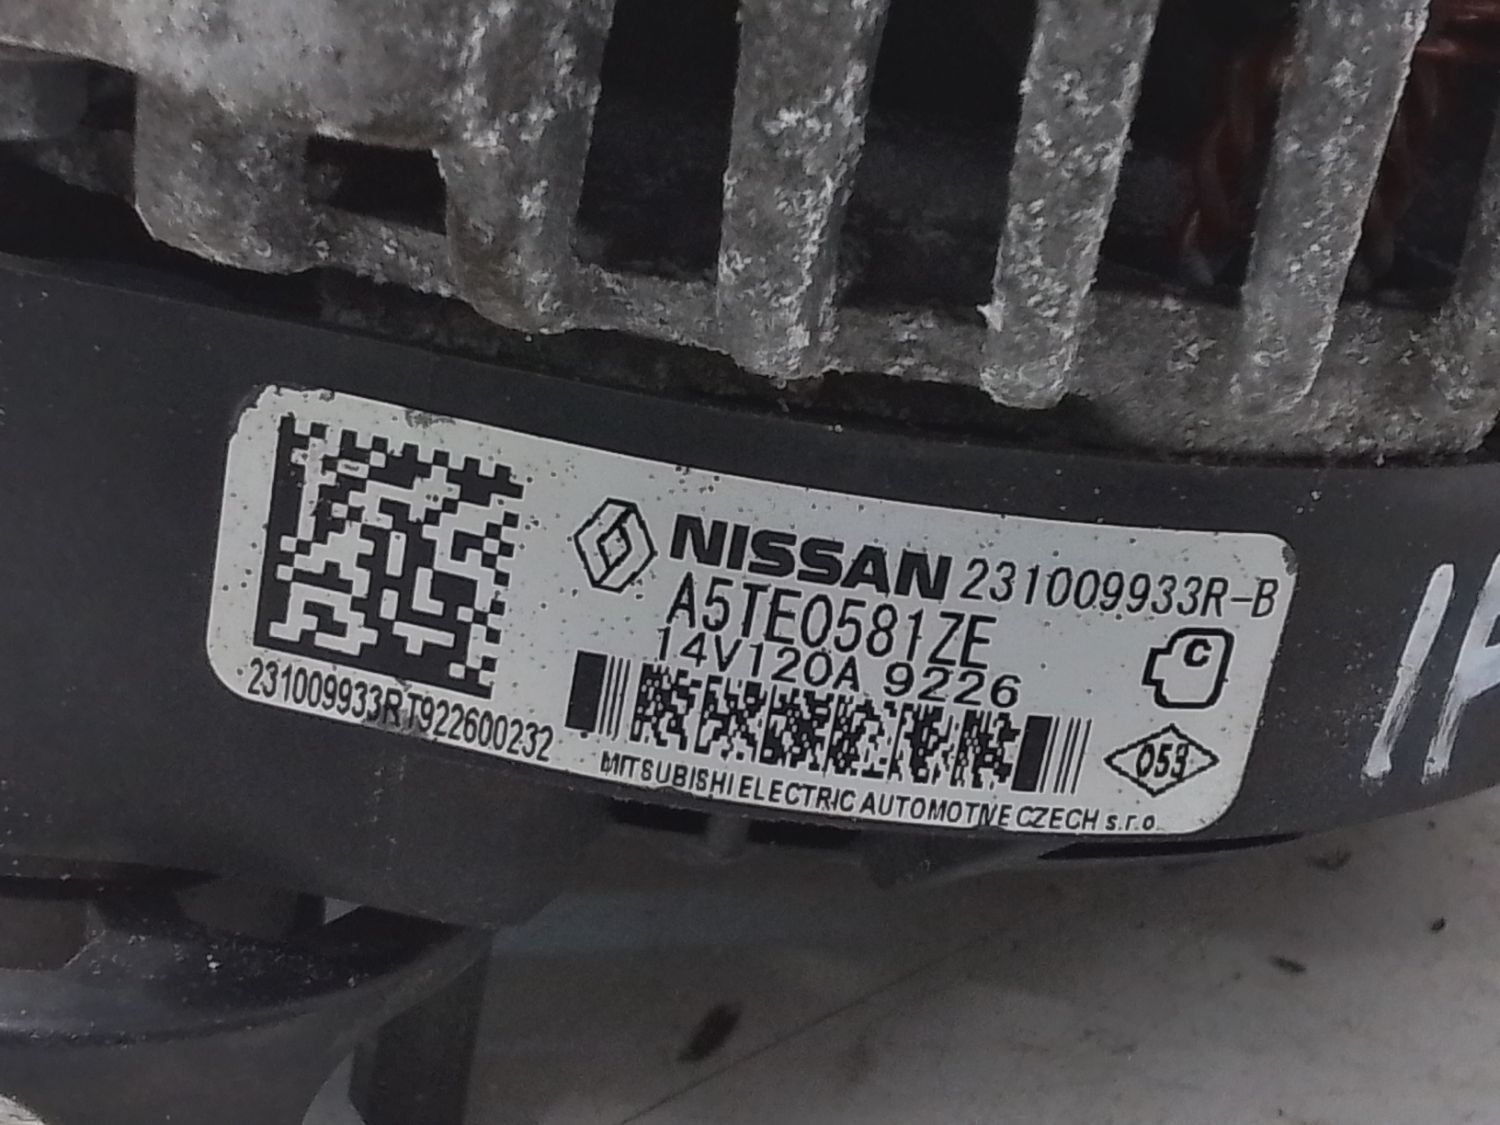 NISSAN 231009933R-B
A5TE0581ZE
14V120A 9226
C
231009933RT922600232
053
MITSUBISHI ELECTRIC AUTOMOTIVE CZECH s.r.o.